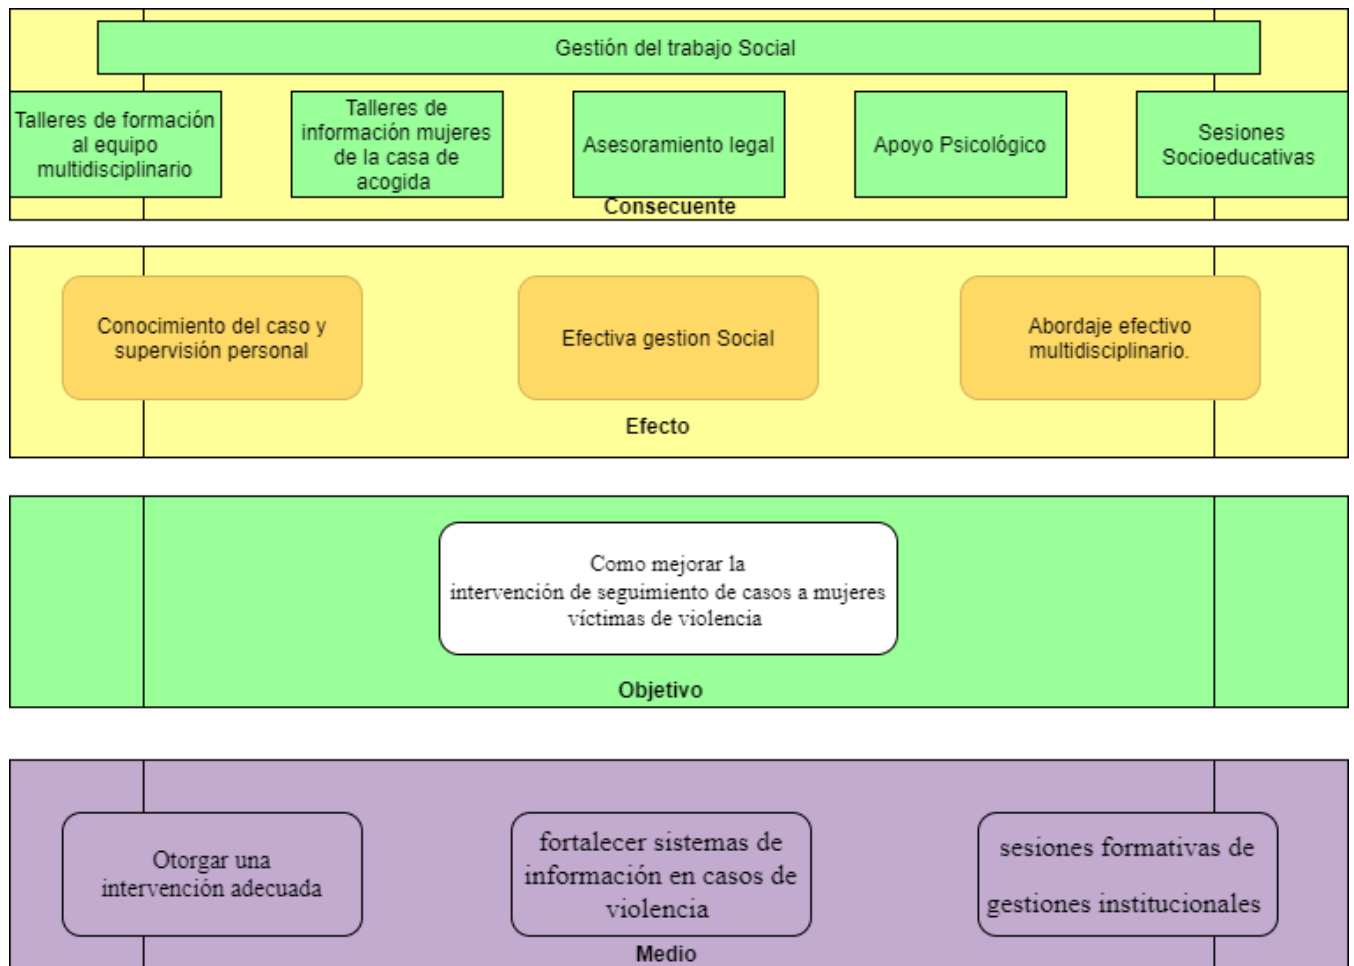 Gestión del trabajo Social
Talleres de formación
al equipo
multidisciplinario
Talleres de
información mujeres
de la casa de
acogida
Asesoramiento legal
Apoyo Psicológico
Sesiones
Socioeducativas
Consecuente
Conocimiento del caso y
supervisión personal
Efectiva gestion Social
Abordaje efectivo
multidisciplinario.
Efecto
Como mejorar la
intervención de seguimiento de casos a mujeres
víctimas de violencia
Objetivo
Otorgar una
intervención adecuada
fortalecer sistemas de
información en casos de
violencia
sesiones formativas de
gestiones institucionales
Medio